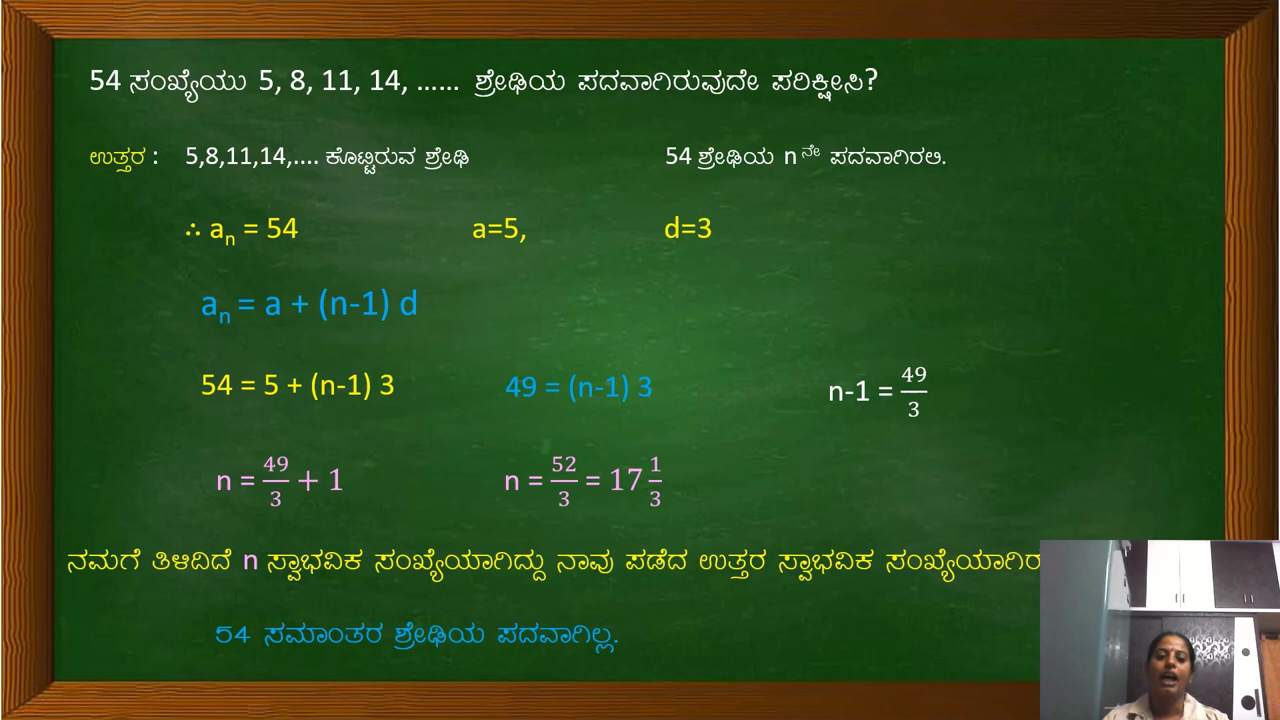 54 ಸಂಖ್ಯೆಯು 5, 8, 11, 14, …… ಶ್ರೇಢಿಯ ಪದವಾಗಿರುವುದೇ ಪರಿಕ್ಷೀಸಿ?
ಉತ್ತರ : 5,8,11,14,.... ಕೊಟ್ಟಿರುವ ಶ್ರೇಢಿ 54 ಶ್ರೇಢಿಯ n ನೇ ಪದವಾಗಿರಲಿ.
∴ aₙ = 54 a=5, d=3
aₙ = a + (n-1) d
54 = 5 + (n-1) 3 49 = (n-1) 3 n-1 = 49/3
n = 49/3 + 1 n = 52/3 = 17 1/3
ನಮಗೆ ತಿಳಿದಿದೆ n ಸ್ವಾಭವಿಕ ಸಂಖ್ಯೆಯಾಗಿದ್ದು ನಾವು ಪಡೆದ ಉತ್ತರ ಸ್ವಾಭವಿಕ
54 ಸಮಾಂತರ ಶ್ರೇಢಿಯ ಪದವಾಗಿಲ್ಲ.